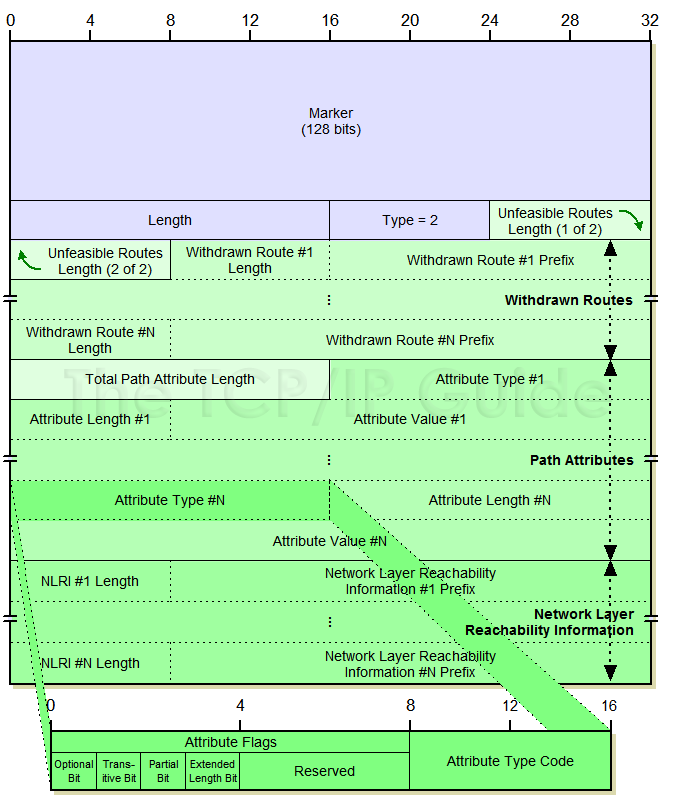 0 4 8 12 16 20 24 28 32
Marker
(128 bits)
Length
Type = 2
Unfeasible Routes
Length (1 of 2)
Unfeasible Routes
Length (2 of 2)
Withdrawn Route #1
Length
Withdrawn Route #1 Prefix
Withdrawn Routes
Withdrawn Route #N
Length
Withdrawn Route #N Prefix
Total Path Attribute Length
Attribute Type #1
The TCP/IP Guide
Attribute Length #1
Attribute Value #1
Path Attributes
Attribute Type #N
Attribute Length #N
Attribute Value #N
NLRI #1 Length
Network Layer Reachability
Information #1 Prefix
Network Layer
Reachability Information
NLRI #N Length
Network Layer Reachability
Information #N Prefix
0 4 8 12 16
Attribute Flags
Optional
Bit
Trans-
itive Bit
Partial
Bit
Extended
Length Bit
Reserved
Attribute Type Code